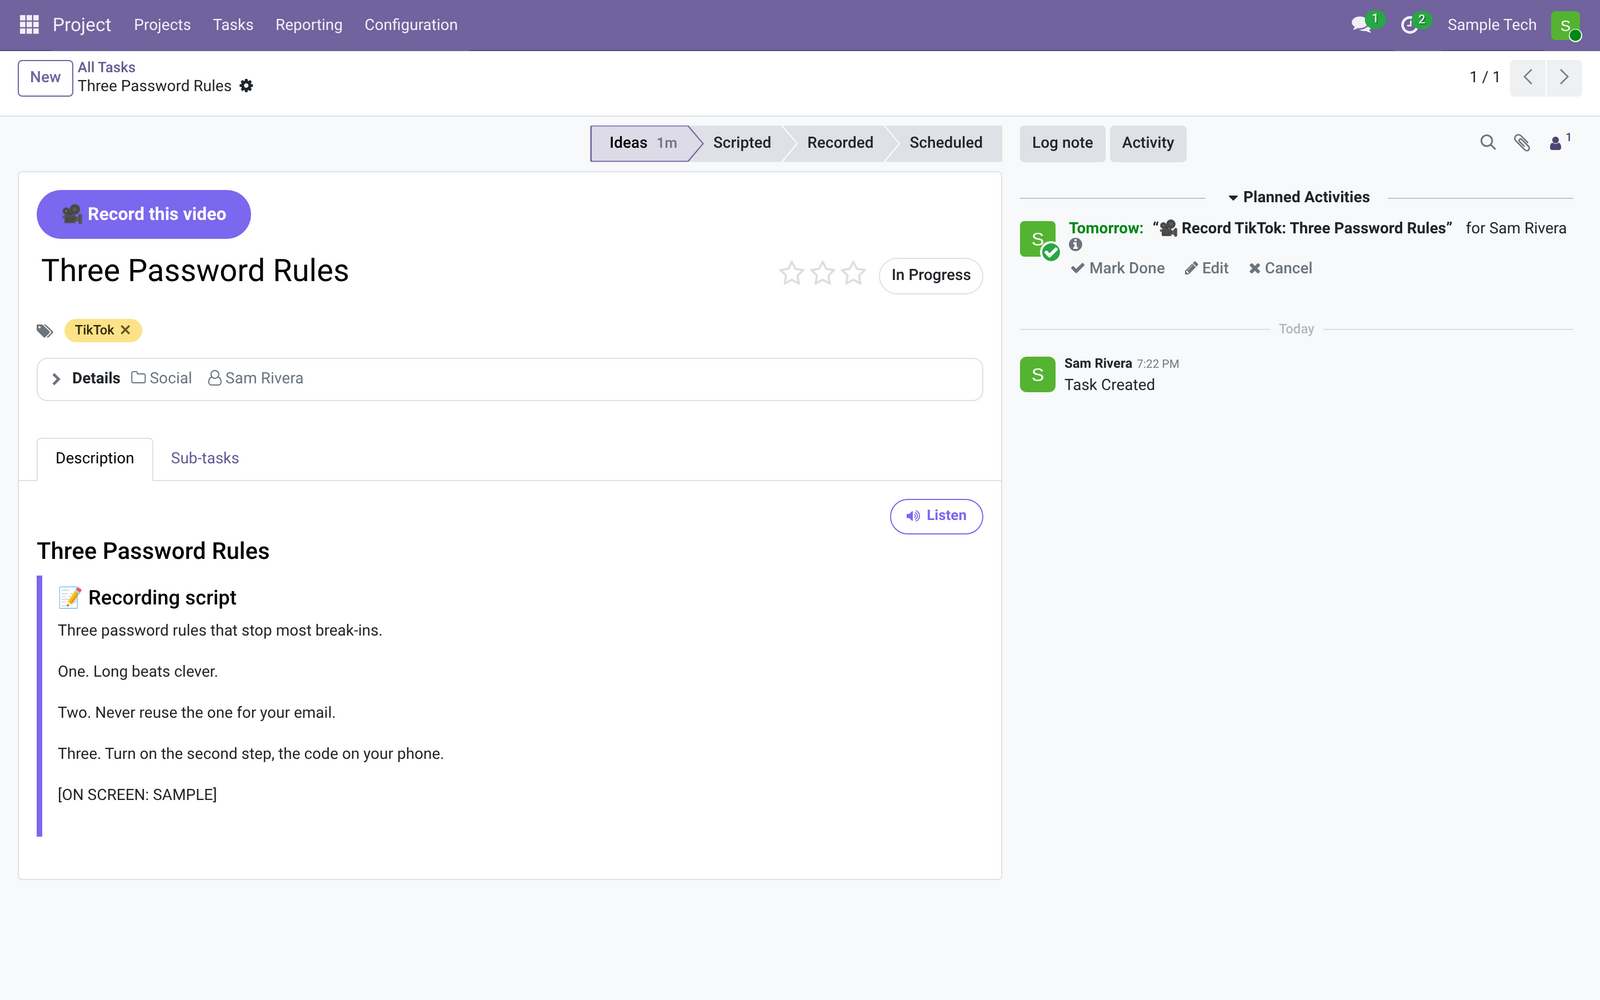 Project Projects Tasks Reporting Configuration 1 2 Sample Tech S
New All Tasks
Three Password Rules
1 / 1
Ideas 1m Scripted Recorded Scheduled
Log note Activity
1
Record this video
Three Password Rules
In Progress
TikTok
Details Social Sam Rivera
Description Sub-tasks
Listen
Three Password Rules
Recording script
Three password rules that stop most break-ins.
One. Long beats clever.
Two. Never reuse the one for your email.
Three. Turn on the second step, the code on your phone.
[ON SCREEN: SAMPLE]
Planned Activities
S
Tomorrow: “🎥 Record TikTok: Three Password Rules” for Sam Rivera
Mark Done Edit Cancel
Today
S
Sam Rivera 7:22 PM
Task Created